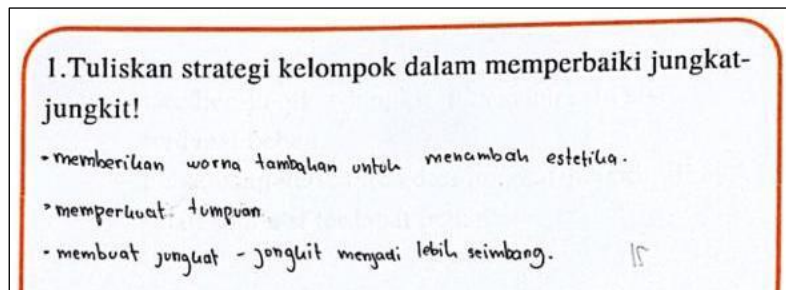 1.Tuliskan strategi kelompok dalam memperbaiki jungkat-
jungkit!
- memberikan warna tambahan untuk menambah estetika.
- memperkuat tumpuan
- membuat jungkat - jongkit menjadi lebih seimbang.